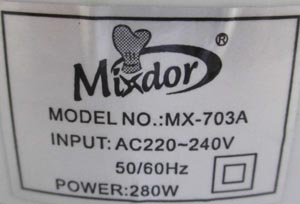 Mixdor®
MODEL NO.:MX-703A
INPUT:AC220~240V
50/60Hz
POWER:280W